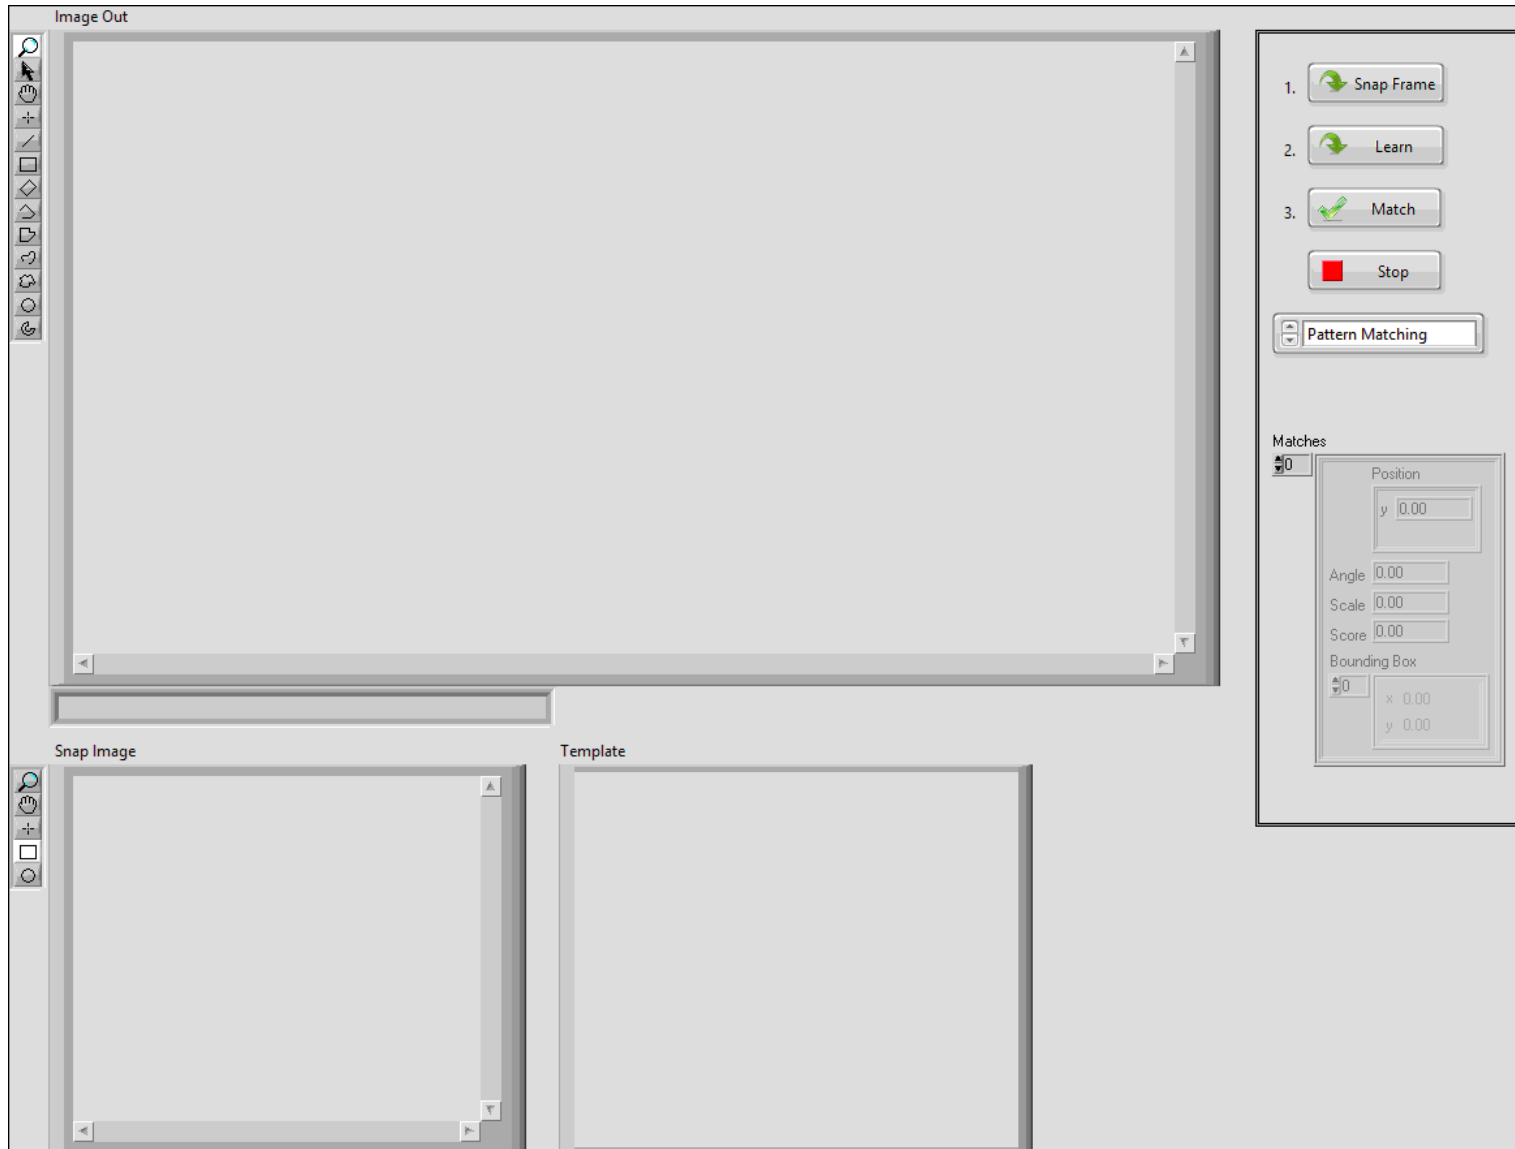 Image Out
1. Snap Frame
2. Learn
3. Match
Stop
Pattern Matching
Matches
0
Position
y 0.00
Angle 0.00
Scale 0.00
Score 0.00
Bounding Box
0
x 0.00
y 0.00
Snap Image
Template